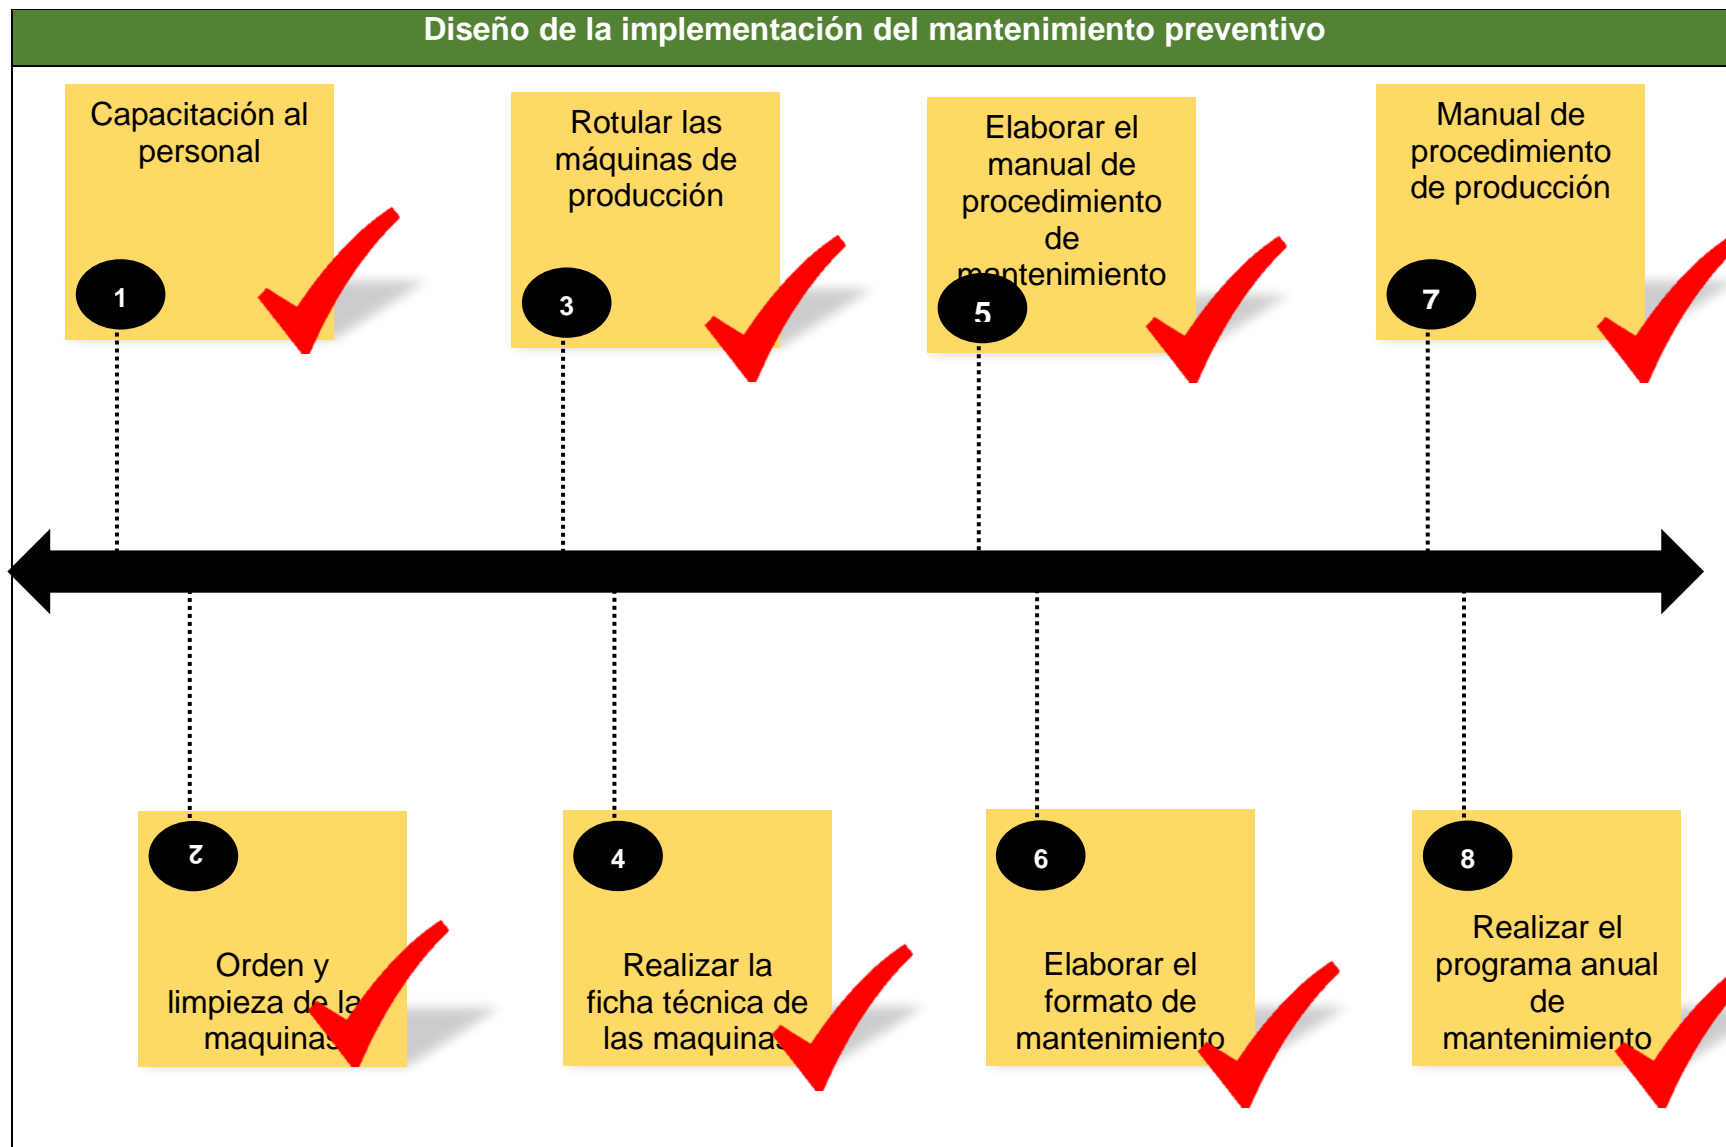 Diseño de la implementación del mantenimiento preventivo
Capacitación al
personal
1
Rotular las
máquinas de
producción
3
Elaborar el
manual de
procedimiento
de
mantenimiento
5
Manual de
procedimiento
de producción
7
2
Orden y
limpieza de la
maquinas
4
Realizar la
ficha técnica de
las maquinas
6
Elaborar el
formato de
mantenimiento
8
Realizar el
programa anual
de
mantenimiento